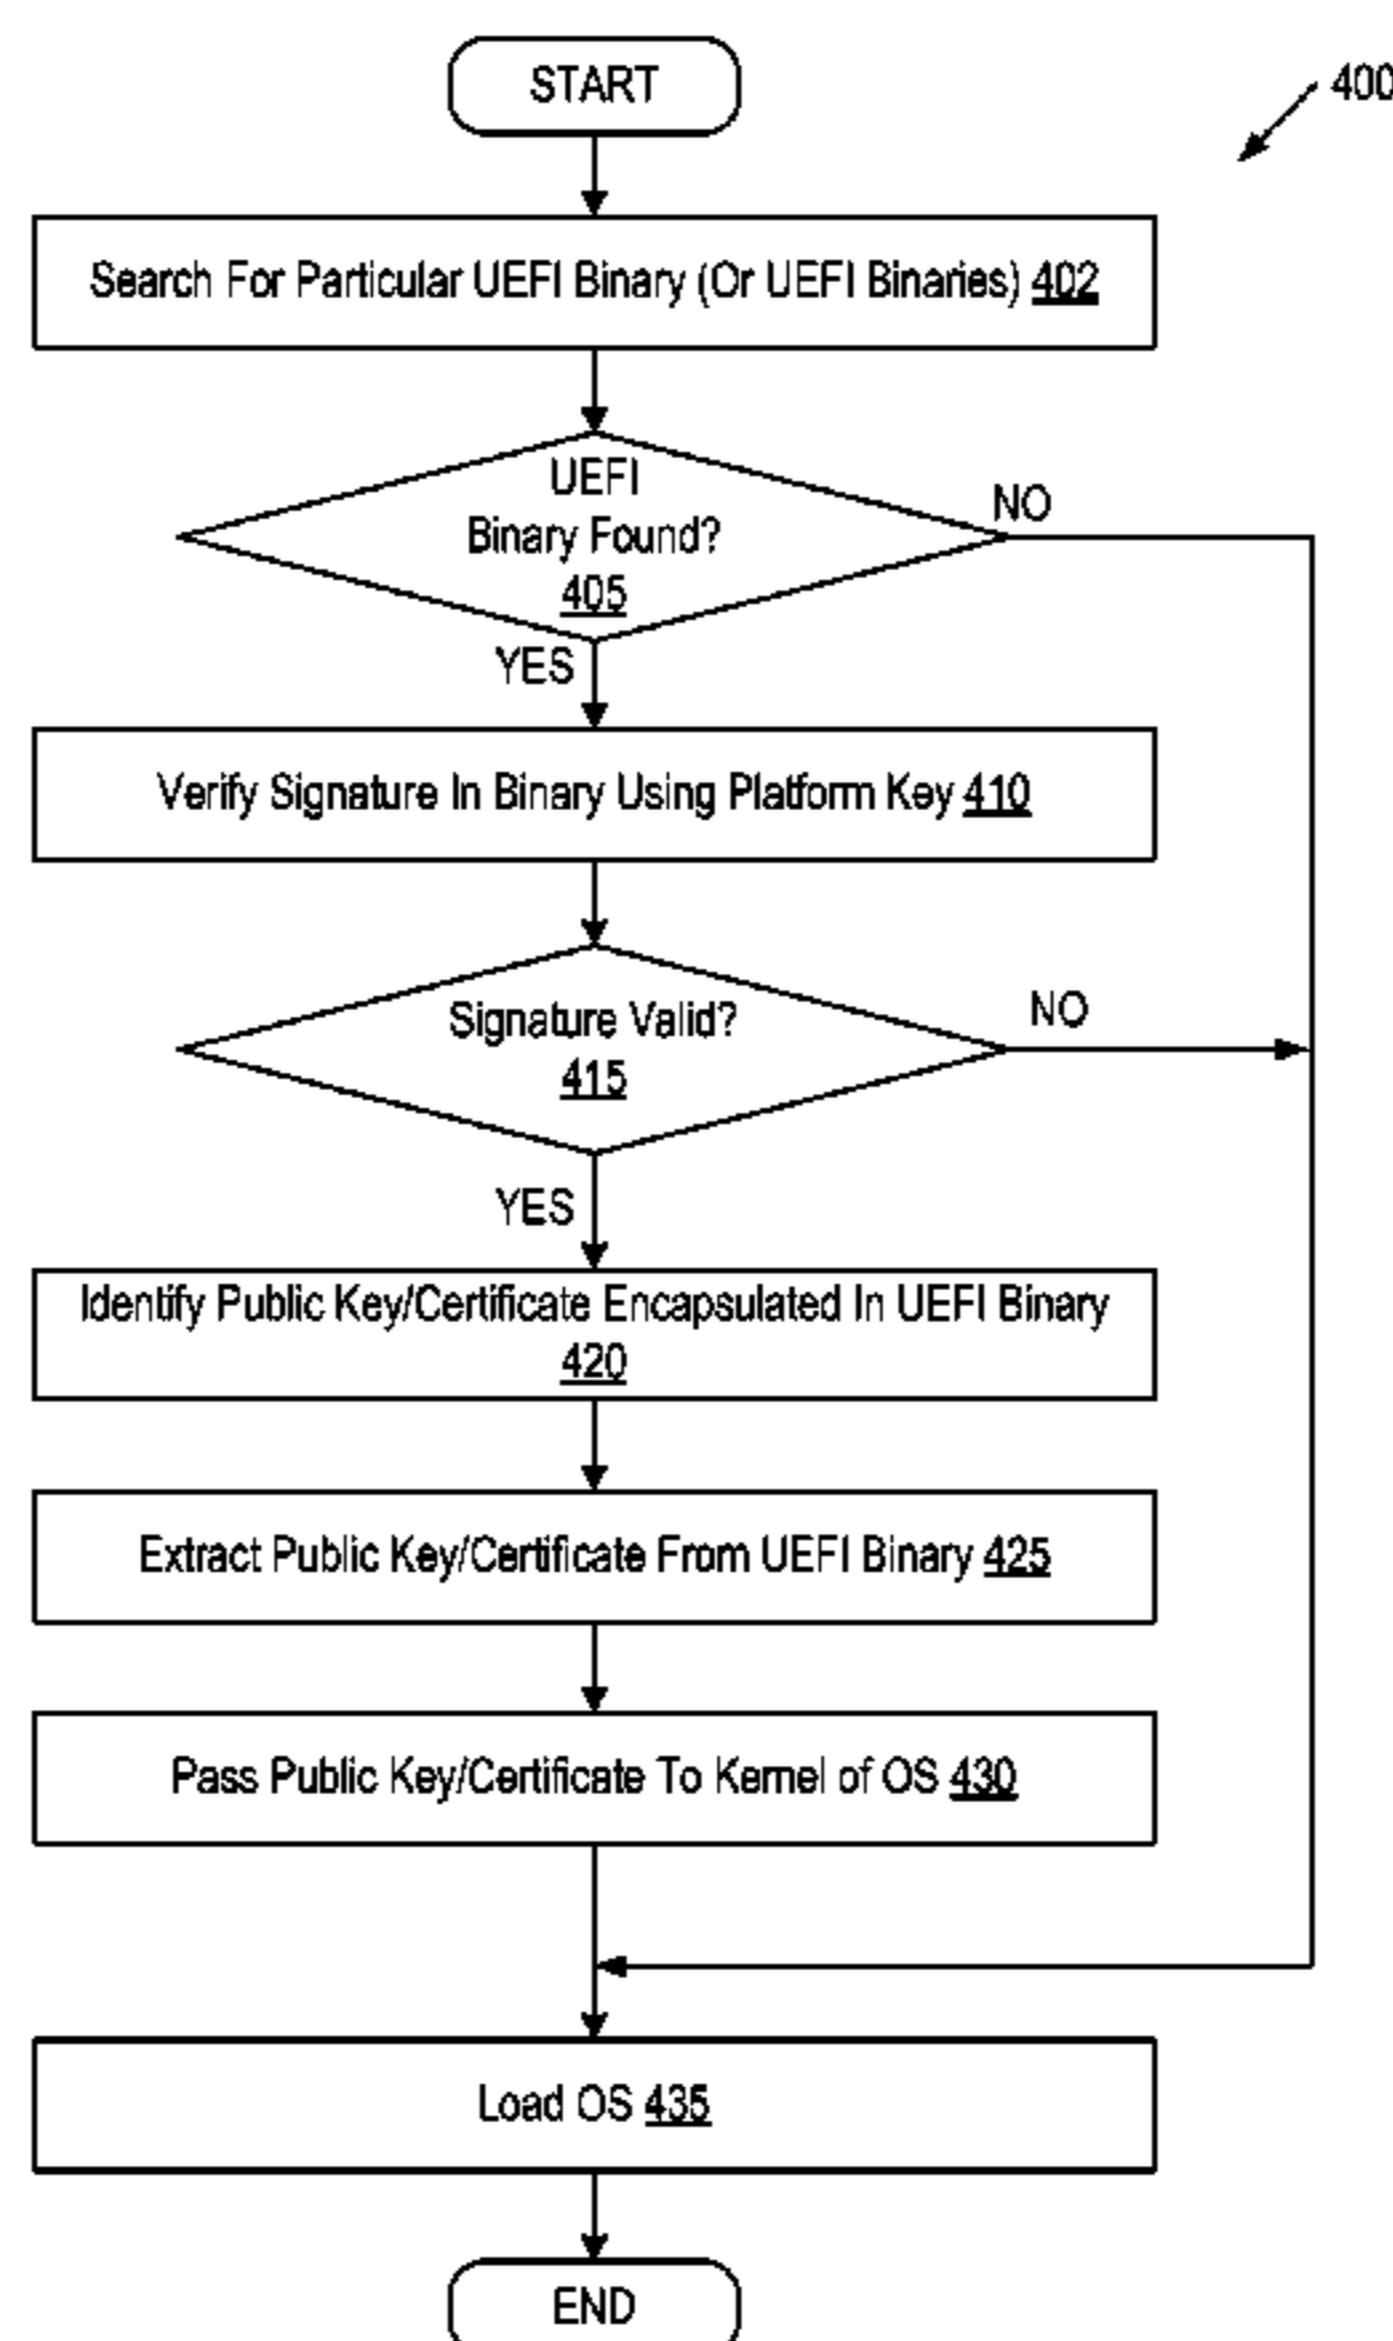 START
400
Search For Particular UEFI Binary (Or UEFI Binaries) 402
UEFI
Binary Found?
405
NO
YES
Verify Signature In Binary Using Platform Key 410
Signature Valid?
415
NO
YES
Identify Public Key/Certificate Encapsulated In UEFI Binary
420
Extract Public Key/Certificate From UEFI Binary 425
Pass Public Key/Certificate To Kernel of OS 430
Load OS 435
END